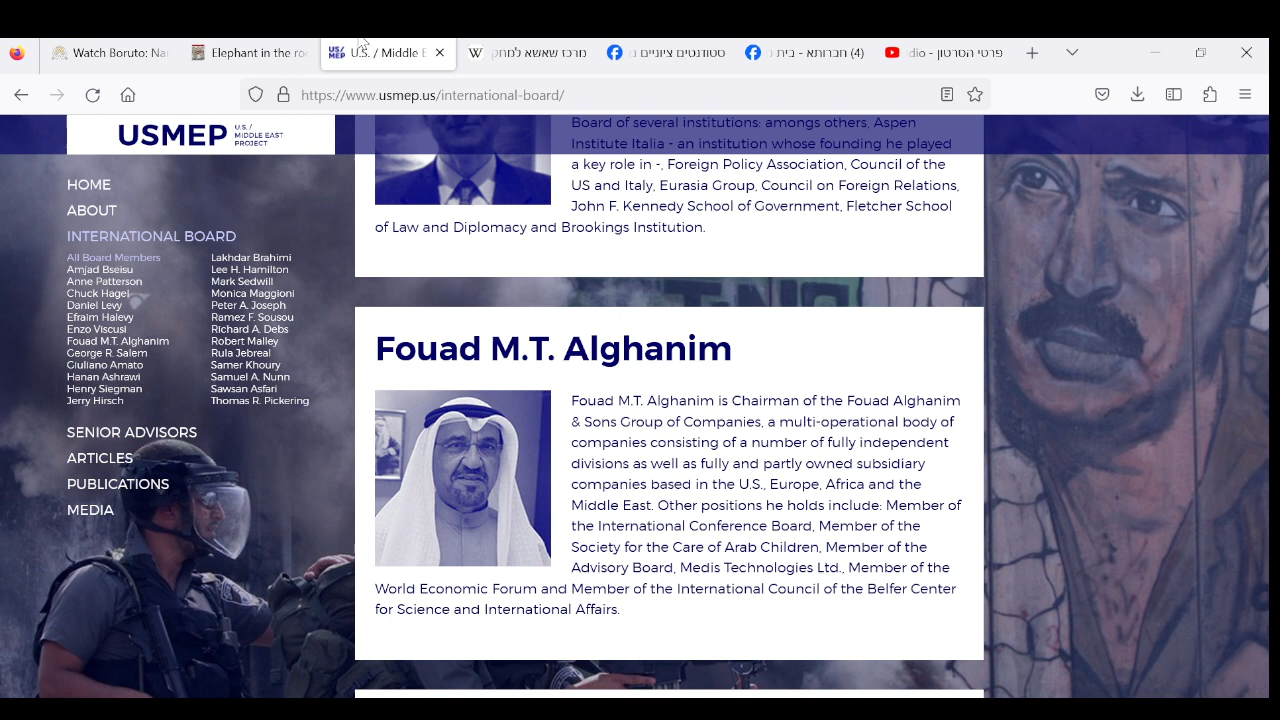 Watch Boruto: Na
Elephant in the ro
U.S. / Middle E
מרכז שאשא למחק
סטודנטים ציוניים
(4) חברותא - בית
פרטי הסרטון - dio
https://www.usmep.us/international-board/
USMEP U.S. / MIDDLE EAST PROJECT
HOME
ABOUT
INTERNATIONAL BOARD
All Board Members
Amjad Bseisu
Anne Patterson
Chuck Hagel
Daniel Levy
Efraim Halevy
Enzo Viscusi
Fouad M.T. Alghanim
George R. Salem
Giuliano Amato
Hanan Ashrawi
Henry Siegman
Jerry Hirsch
Lakhdar Brahimi
Lee H. Hamilton
Mark Sedwill
Monica Maggioni
Peter A. Joseph
Ramez F. Sousou
Richard A. Debs
Robert Malley
Rula Jebreal
Samer Khoury
Samuel A. Nunn
Sawsan Asfari
Thomas R. Pickering
SENIOR ADVISORS
ARTICLES
PUBLICATIONS
MEDIA
Board of several institutions: amongs others, Aspen
Institute Italia - an institution whose founding he played
a key role in -, Foreign Policy Association, Council of the
US and Italy, Eurasia Group, Council on Foreign Relations,
John F. Kennedy School of Government, Fletcher School
of Law and Diplomacy and Brookings Institution.
Fouad M.T. Alghanim
Fouad M.T. Alghanim is Chairman of the Fouad Alghanim
& Sons Group of Companies, a multi-operational body of
companies consisting of a number of fully independent
divisions as well as fully and partly owned subsidiary
companies based in the U.S., Europe, Africa and the
Middle East. Other positions he holds include: Member of
the International Conference Board, Member of the
Society for the Care of Arab Children, Member of the
Advisory Board, Medis Technologies Ltd., Member of the
World Economic Forum and Member of the International Council of the Belfer Center
for Science and International Affairs.